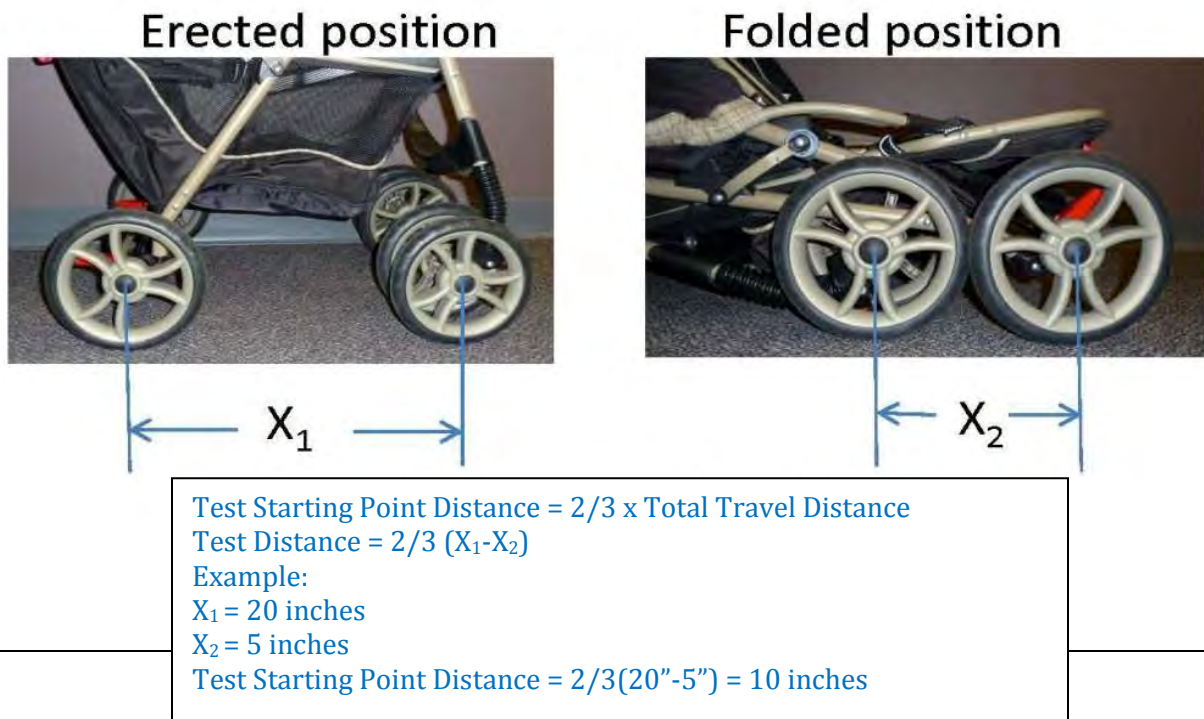 Erected position
Folded position
X₁
X₂
Test Starting Point Distance = 2/3 x Total Travel Distance
Test Distance = 2/3 (X₁-X₂)
Example:
X₁ = 20 inches
X₂ = 5 inches
Test Starting Point Distance = 2/3(20”-5”) = 10 inches